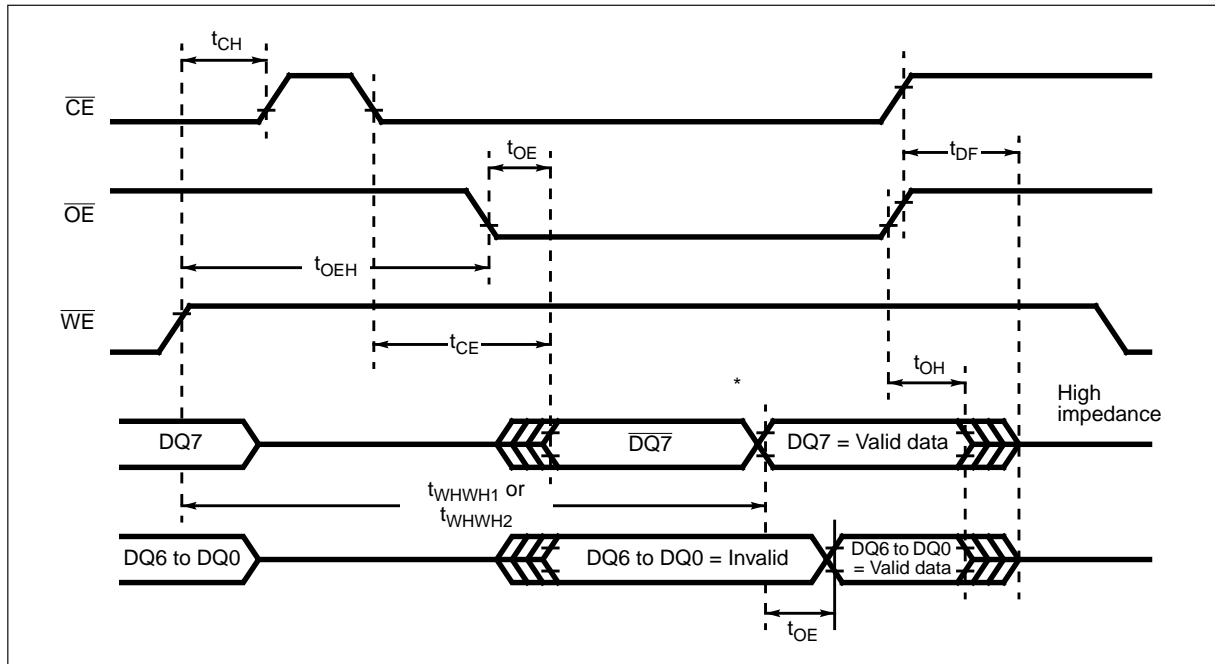 tCH
CE
tOE
tDF
OE
tOEH
WE
tCE
tOH
*
High
impedance
DQ7
DQ7
DQ7 = Valid data
tWHWH1 or
tWHWH2
DQ6 to DQ0
DQ6 to DQ0 = Invalid
DQ6 to DQ0
= Valid data
tOE